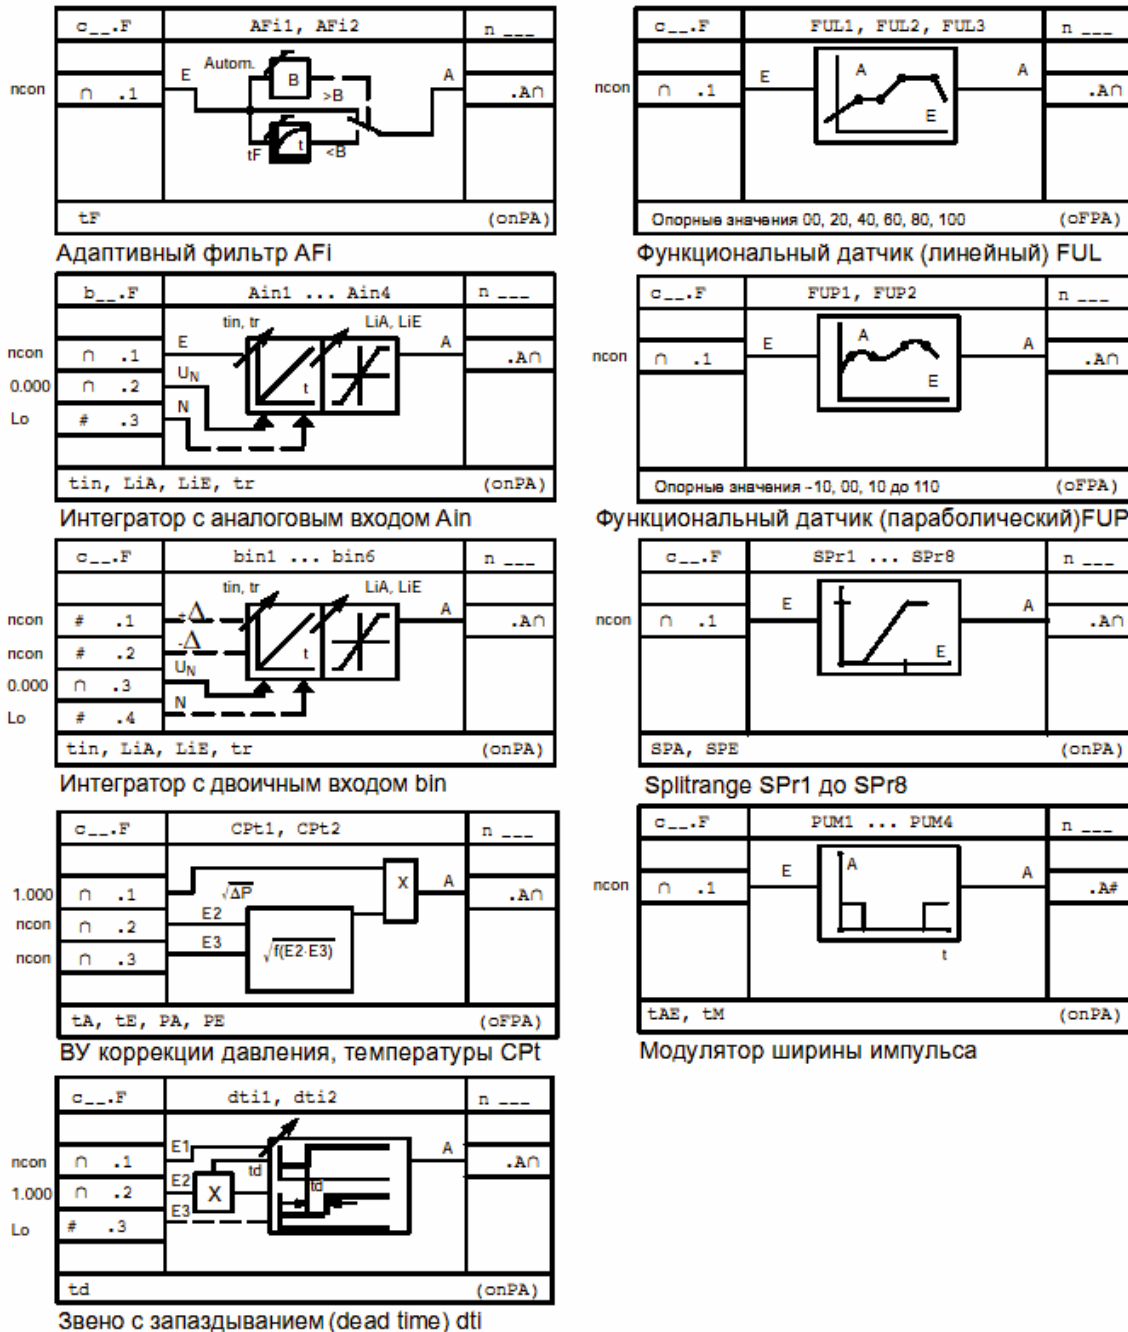 c__.F AFi1, AFi2 n ___
Autom.
E B A
ncon ∩ .1 >B .A∩
tF t <B
tF (onPA)
Адаптивный фильтр AFi
b__.F Ain1 ... Ain4 n ___
tin, tr LiA, LiE
ncon ∩ .1 E A .A∩
0.000 ∩ .2 UN t
Lo # .3 N
tin, LiA, LiE, tr (onPA)
Интегратор с аналоговым входом Ain
c__.F bin1 ... bin6 n ___
tin, tr LiA, LiE
ncon # .1 +Δ A .A∩
ncon # .2 -Δ t
0.000 ∩ .3 UN
Lo # .4 N
tin, LiA, LiE, tr (onPA)
Интегратор с двоичным входом bin
c__.F CPt1, CPt2 n ___
1.000 ∩ .1 √ΔP X A .A∩
ncon ∩ .2 E2
ncon ∩ .3 E3 √f(E2·E3)
tA, tE, PA, PE (oFPA)
ВУ коррекции давления, температуры CPt
c__.F dti1, dti2 n ___
E1 A
ncon ∩ .1 td .A∩
1.000 ∩ .2 E2 X td
Lo # .3 E3
td (onPA)
Звено с запаздыванием (dead time) dti
c__.F FUL1, FUL2, FUL3 n ___
E A A
ncon ∩ .1 E .A∩
Опорные значения 00, 20, 40, 60, 80, 100 (oFPA)
Функциональный датчик (линейный) FUL
c__.F FUP1, FUP2 n ___
E A A
ncon ∩ .1 E .A∩
Опорные значения -10, 00, 10 до 110 (oFPA)
Функциональный датчик (параболический)FUP
c__.F SPr1 ... SPr8 n ___
E A
ncon ∩ .1 E .A∩
SPA, SPE (onPA)
Splitrange SPr1 до SPr8
c__.F PUM1 ... PUM4 n ___
E A A
ncon ∩ .1 .A#
t
tAE, tM (onPA)
Модулятор ширины импульса